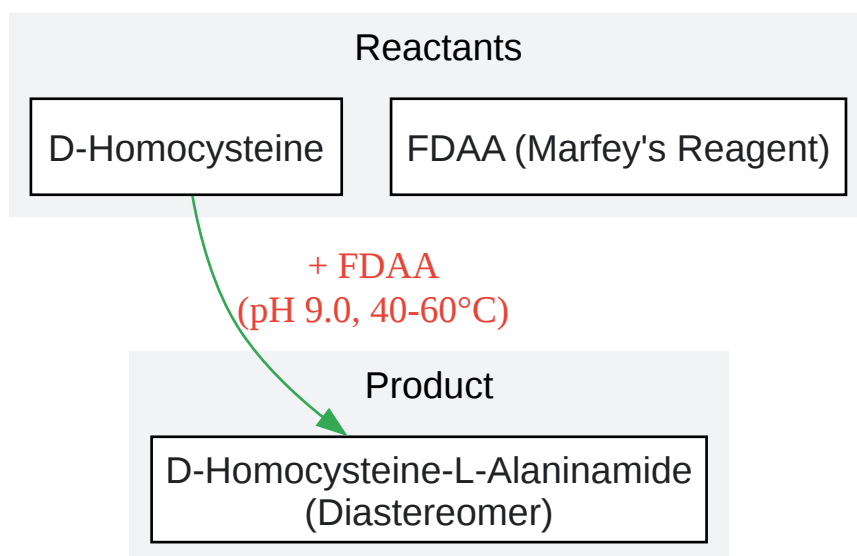 Reactants
D-Homocysteine
FDAA (Marfey's Reagent)
+ FDAA
(pH 9.0, 40-60°C)
Product
D-Homocysteine-L-Alaninamide
(Diastereomer)